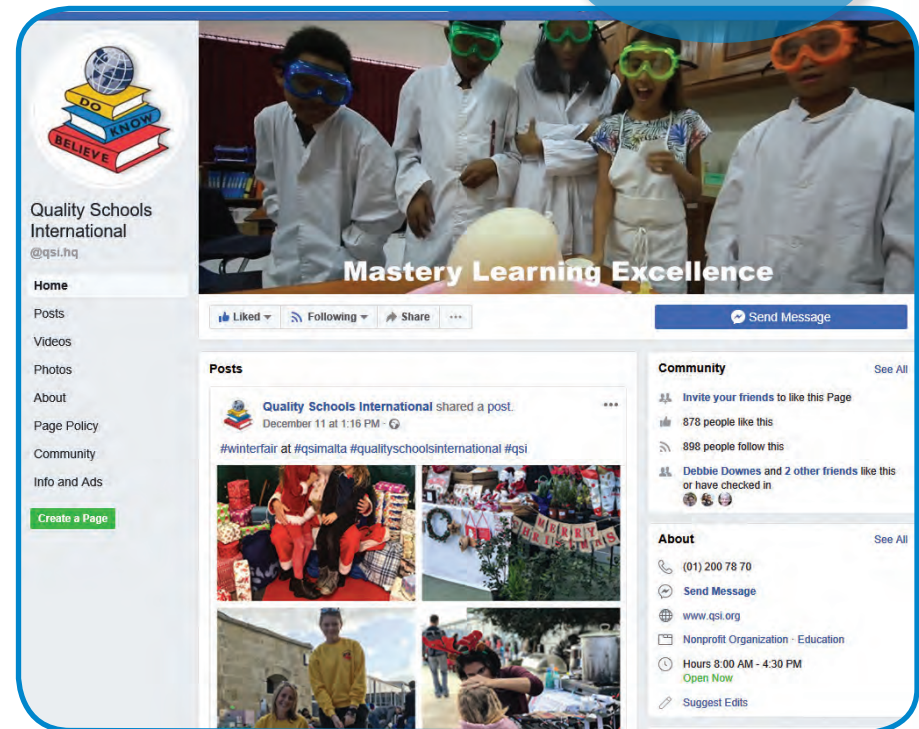 DO
KNOW
BELIEVE
Quality Schools
International
@qsi.hq
Home
Posts
Videos
Photos
About
Page Policy
Community
Info and Ads
Create a Page
Mastery Learning Excellence
Liked
Following
Share
Send Message
Posts
Quality Schools International shared a post.
December 11 at 1:16 PM ·
#winterfair at #qsimalta #qualityschoolsinternational #qsi
MERRY
CHRISTMAS
Community
See All
Invite your friends to like this Page
878 people like this
898 people follow this
Debbie Downes and 2 other friends like this
or have checked in
About
See All
(01) 200 78 70
Send Message
www.qsi.org
Nonprofit Organization · Education
Hours 8:00 AM - 4:30 PM
Open Now
Suggest Edits